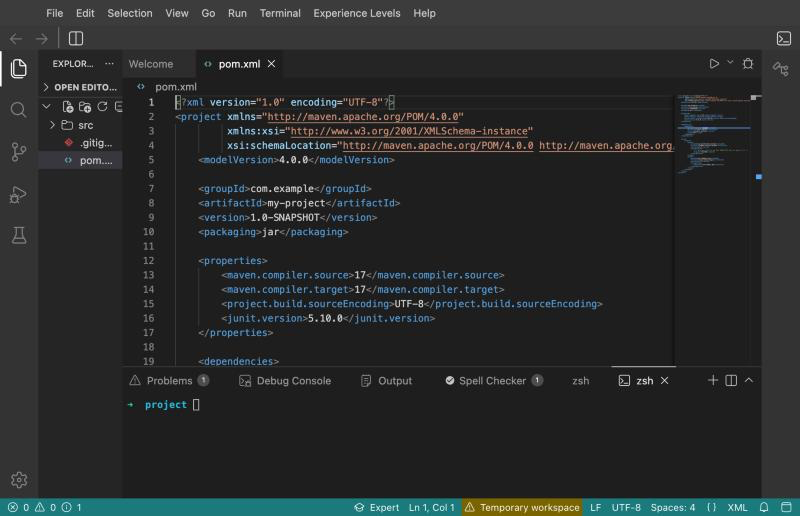 File Edit Selection View Go Run Terminal Experience Levels Help
EXPLOR... ···
Welcome
pom.xml
OPEN EDITO...
src
.gitig...
pom....
pom.xml
1 <?xml version="1.0" encoding="UTF-8"?>
2 <project xmlns="http://maven.apache.org/POM/4.0.0"
3 xmlns:xsi="http://www.w3.org/2001/XMLSchema-instance"
4 xsi:schemaLocation="http://maven.apache.org/POM/4.0.0 http://maven.apache.org.
5 <modelVersion>4.0.0</modelVersion>
6
7 <groupId>com.example</groupId>
8 <artifactId>my-project</artifactId>
9 <version>1.0-SNAPSHOT</version>
10 <packaging>jar</packaging>
11
12 <properties>
13 <maven.compiler.source>17</maven.compiler.source>
14 <maven.compiler.target>17</maven.compiler.target>
15 <project.build.sourceEncoding>UTF-8</project.build.sourceEncoding>
16 <junit.version>5.10.0</junit.version>
17 </properties>
18
19 <dependencies>
Problems 1 Debug Console Output Spell Checker 1 zsh zsh
→ project
0 0 1 Expert Ln 1, Col 1 Temporary workspace LF UTF-8 Spaces: 4 {} XML